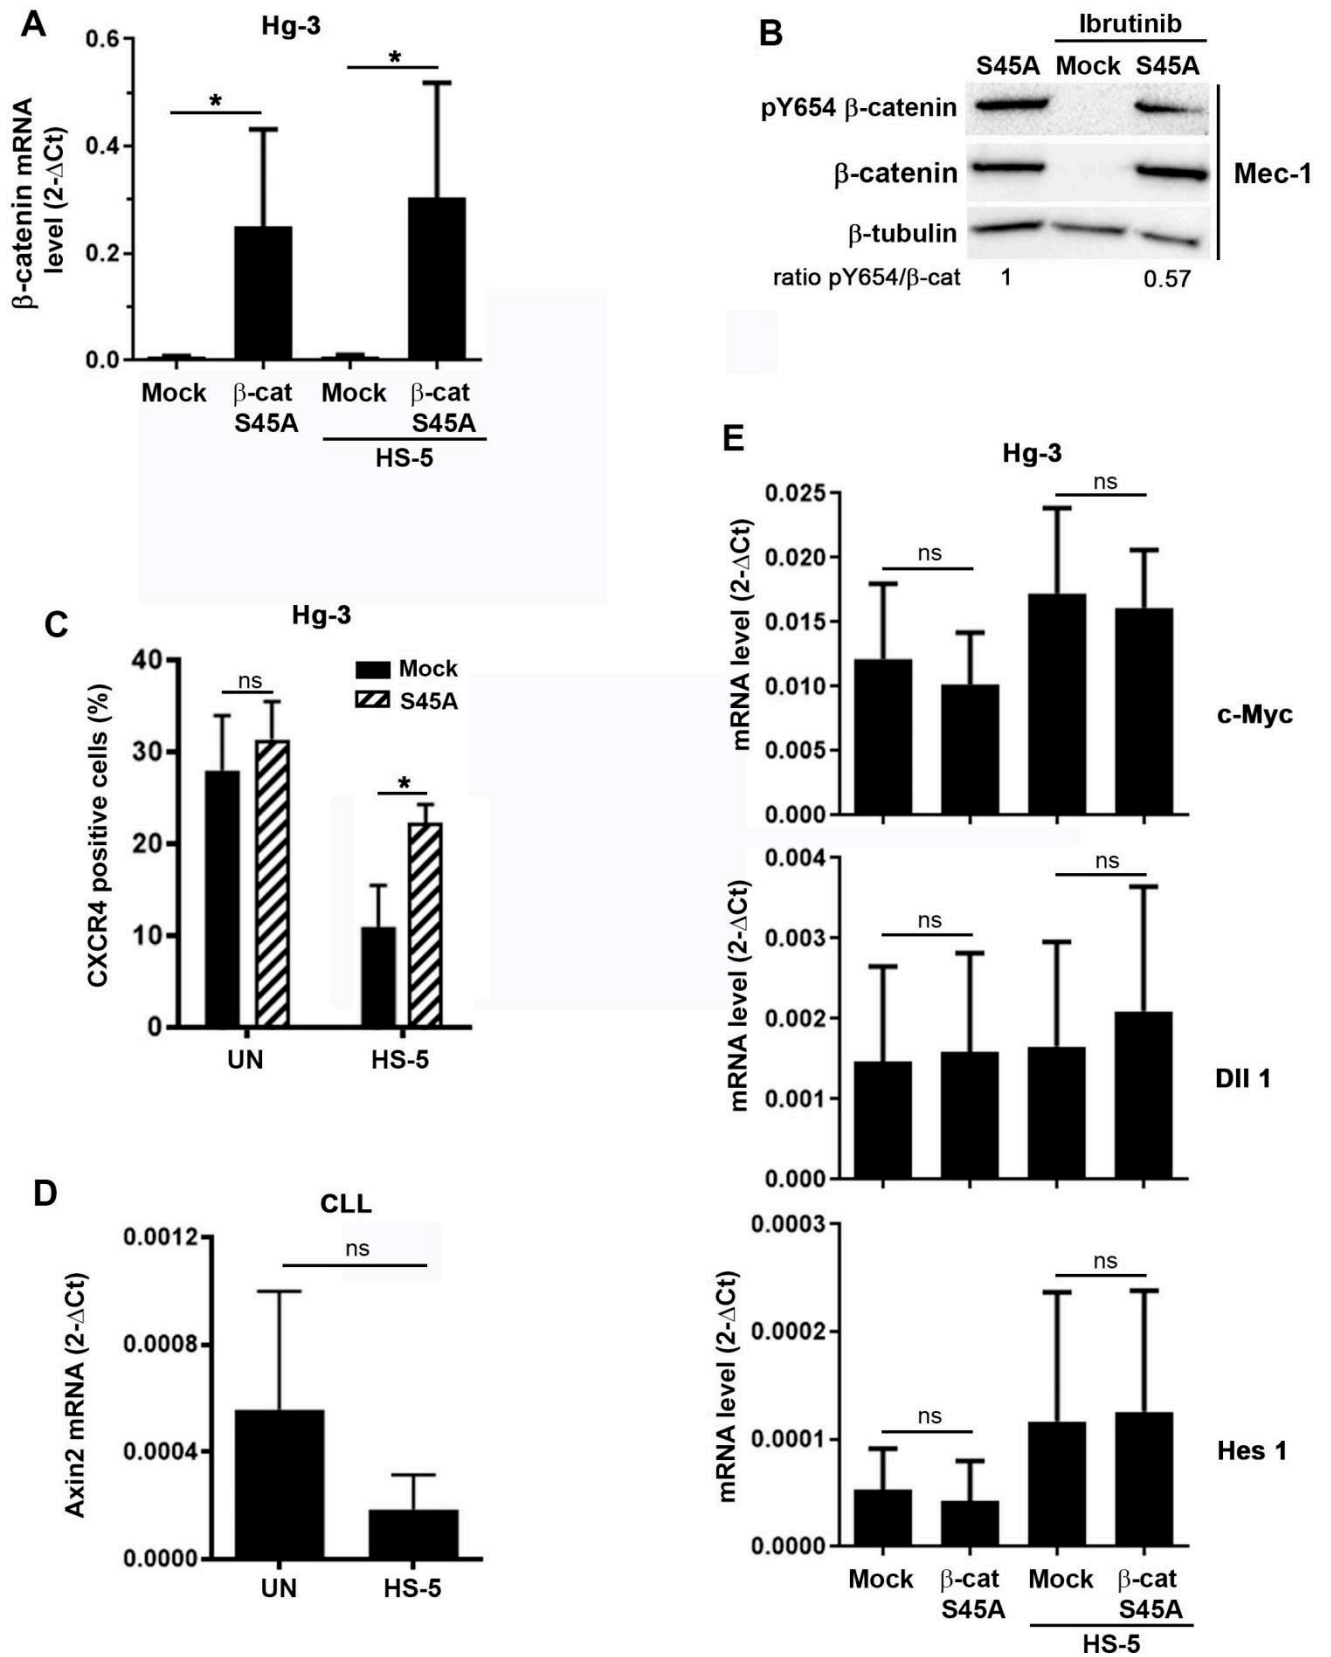 A
Hg-3
β-catenin mRNA
level (2-ΔCt)
0.6
0.4
0.2
0.0
*
*
Mock
β-cat
S45A
Mock
β-cat
S45A
HS-5
B
Ibrutinib
S45A Mock S45A
pY654 β-catenin
β-catenin
β-tubulin
Mec-1
ratio pY654/β-cat 1 0.57
C
Hg-3
CXCR4 positive cells (%)
40
30
20
10
0
ns
*
Mock
S45A
UN
HS-5
D
CLL
Axin2 mRNA (2-ΔCt)
0.0012
0.0008
0.0004
0.0000
ns
UN
HS-5
E
Hg-3
mRNA level (2-ΔCt)
0.025
0.020
0.015
0.010
0.005
0.000
ns
ns
c-Myc
mRNA level (2-ΔCt)
0.004
0.003
0.002
0.001
0.000
ns
ns
Dll 1
mRNA level (2-ΔCt)
0.0003
0.0002
0.0001
0.0000
ns
ns
Hes 1
Mock
β-cat
S45A
Mock
β-cat
S45A
HS-5